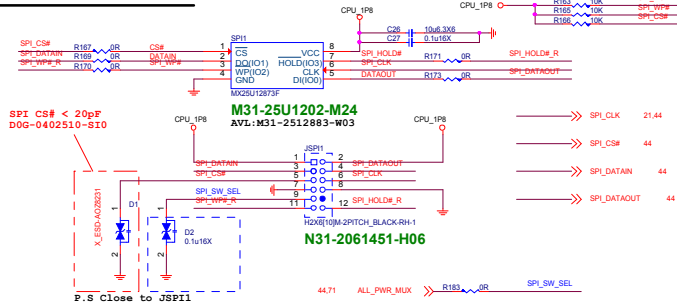 CPU_1P8
CPU_1P8
R163 10K
R165 10K SPI_WP#
R166 10K SPI_CS#
C26 10u6.3X6
C27 0.1u16X
SPI_CS# R167 0R CS# 1 SPI1 CS VCC 8 SPI_HOLD# SPI_HOLD#_R
SPI_DATAIN R169 0R DATAIN 2 DO(IO1) HOLD(IO3) 7 SPI_CLK R171 0R
SPI_WP#_R R170 0R SPI_WP# 3 WP(IO2) CLK 6 DATAOUT SPI_DATAOUT
4 GND DI(IO0) 5 R173 0R
MX25U12873F
M31-25U1202-M24
AVL:M31-2512883-W03
SPI CS# < 20pF
D0G-0402510-SI0
CPU_1P8
CPU_1P8
SPI_CLK 21,44
SPI_CS# 44
SPI_DATAIN 44
SPI_DATAOUT 44
JSPI1
SPI_DATAIN 1 2 SPI_DATAOUT
SPI_CS# 3 4 SPI_CLK
5 6
7 8
SPI_SW_SEL 9
SPI_WP#_R 11 12 SPI_HOLD#_R
H2X6[10]M-2PITCH_BLACK-RH-1
N31-2061451-H06
X_ESD-AOZ8231
1 D1 2
1 D2 2
0.1u16X
P.S Close to JSPI1
44,71 ALL_PWR_MUX R183 0R SPI_SW_SEL